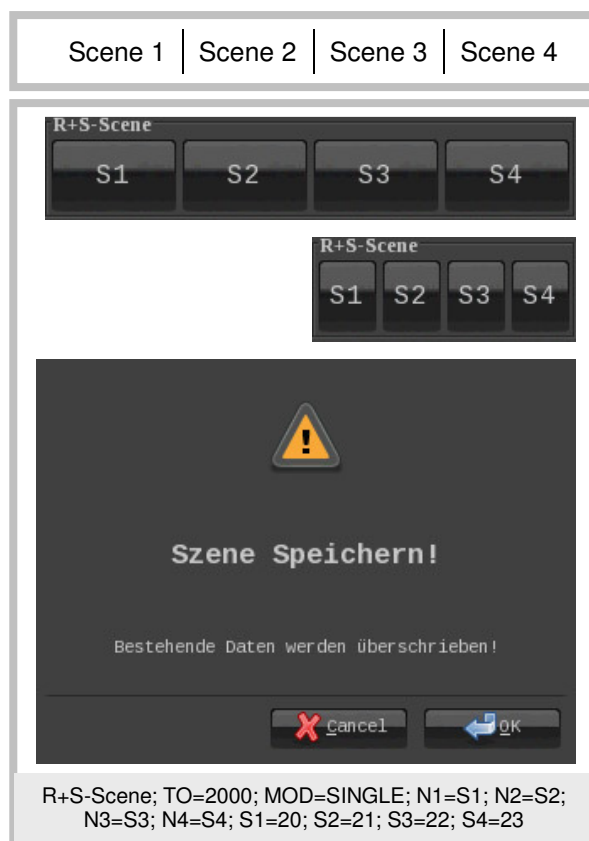 Scene 1 Scene 2 Scene 3 Scene 4
R+S-Scene
S1 S2 S3 S4
R+S-Scene
S1 S2 S3 S4
!
Szene Speichern!
Bestehende Daten werden überschrieben!
Cancel OK
R+S-Scene; TO=2000; MOD=SINGLE; N1=S1; N2=S2;
N3=S3; N4=S4; S1=20; S2=21; S3=22; S4=23